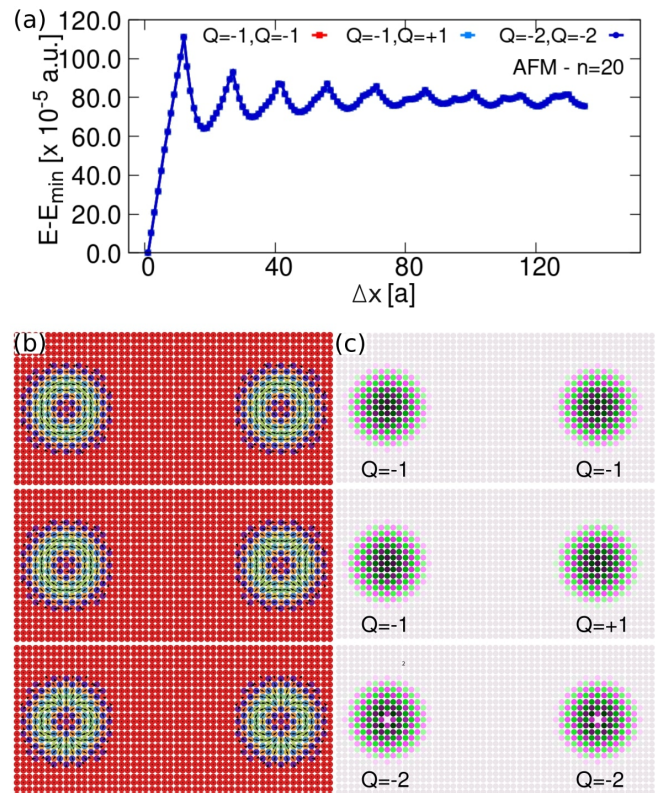 (a)
120.0
100.0
80.0
60.0
40.0
20.0
0.0
E-E_min [x 10^-5 a.u.]
Q=-1,Q=-1 Q=-1,Q=+1 Q=-2,Q=-2
AFM - n=20
0 40 80 120
Δx [a]
(b) (c)
Q=-1 Q=-1
Q=-1 Q=+1
2
Q=-2 Q=-2